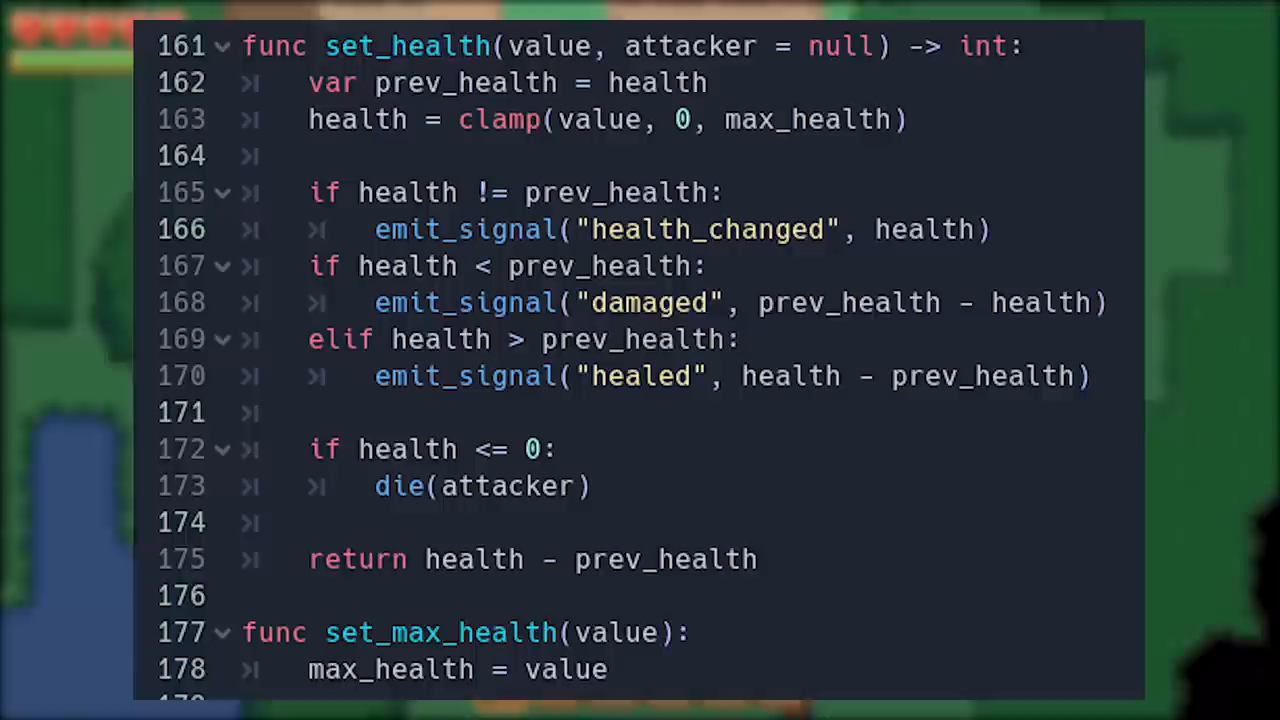 161 func set_health(value, attacker = null) -> int:
162 var prev_health = health
163 health = clamp(value, 0, max_health)
164
165 if health != prev_health:
166 emit_signal("health_changed", health)
167 if health < prev_health:
168 emit_signal("damaged", prev_health - health)
169 elif health > prev_health:
170 emit_signal("healed", health - prev_health)
171
172 if health <= 0:
173 die(attacker)
174
175 return health - prev_health
176
177 func set_max_health(value):
178 max_health = value